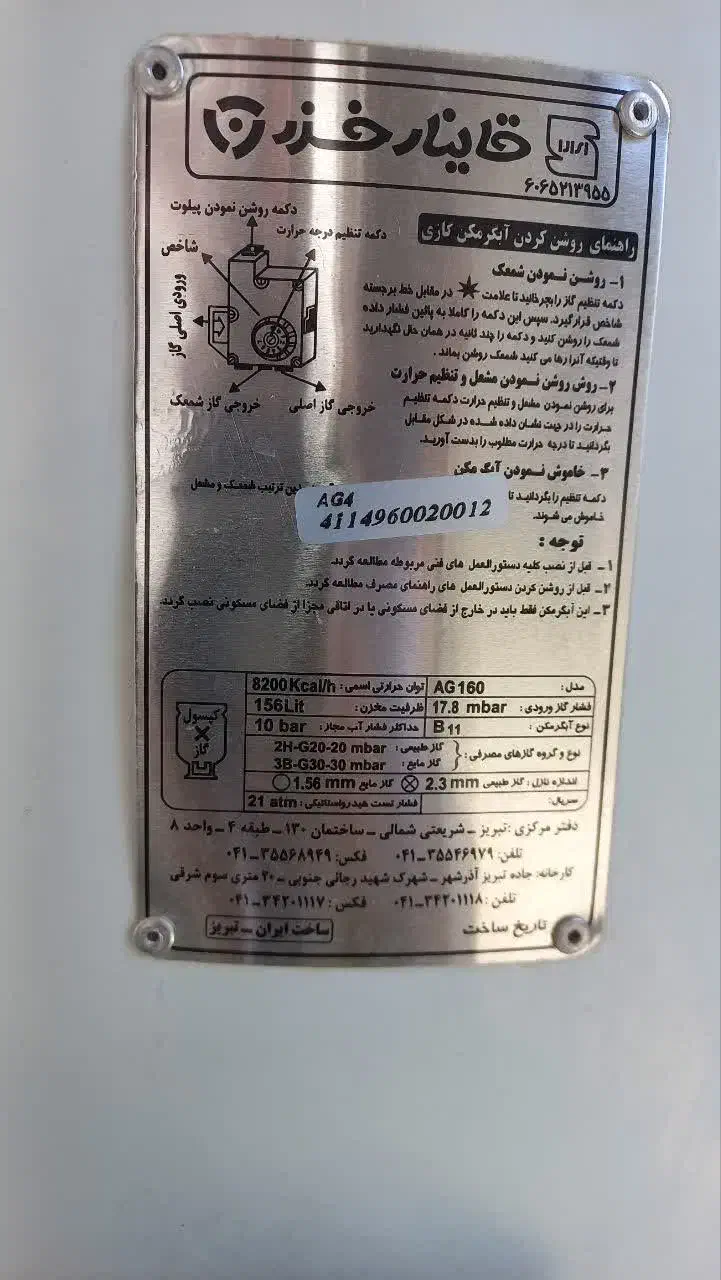 قاینار خزر
۶۰۶۵۲۱۳۹۵۵
راهنمای روشن کردن آبگرمکن گازی
دکمه روشن نمودن پیلوت
دکمه تنظیم درجه حرارت
شاخص
ورودی اصلی گاز
خروجی گاز اصلی
خروجی گاز شمعک
۱- روشن نمودن شمعک
دکمه تنظیم گاز را بچرخانید تا علامت در مقابل خط برجسته
شاخص قرار گیرد. سپس این دکمه را کاملا به پائین فشار داده
شمعک را روشن کنید و دکمه را چند ثانیه در همان حال نگهدارید
تا وقتیکه آنرا رها می کنید شمعک روشن بماند.
۲- روش روشن نمودن مشعل و تنظیم حرارت
برای روشن نمودن مشعل و تنظیم حرارت دکمه تنظیم
حرارت را در جهت نشان داده شده در شکل مقابل
بگردانید تا درجه حرارت مطلوب را بدست آورید.
۳- خاموش نمودن آبگرمکن
دکمه تنظیم را بگردانید تا ترتیب شمعک و مشعل
خاموش می شوند.
AG4
4114960020012
توجه :
۱- قبل از نصب کلیه دستورالعمل های فنی مربوطه مطالعه گردد.
۲- قبل از روشن کردن دستورالعمل های راهنمای مصرف مطالعه گردد.
۳- این آبگرمکن فقط باید در خارج از فضای مسکونی یا در اتاقی مجزا از فضای مسکونی نصب گردد.
کپسول
گاز
مدل : AG160 توان حرارتی اسمی : 8200Kcal/h
فشار گاز ورودی : 17.8 mbar ظرفیت مخزن : 156Lit
نوع آبگرمکن : B11 حداکثر فشار آب مجاز : 10 bar
نوع و گروه گازهای مصرفی :
گاز طبیعی : 2H-G20-20 mbar
گاز مایع : 3B-G30-30 mbar
اندازه نازل : گاز طبیعی 2.3 mm گاز مایع 1.56 mm
سریال: فشار تست هیدرواستاتیکی : 21 atm
دفتر مرکزی : تبریز - شریعتی شمالی - ساختمان ۱۳۰ - طبقه ۴ - واحد ۸
تلفن: ۳۵۵۴۶۹۷۹-۰۴۱ فکس: ۳۵۵۶۸۹۴۹-۰۴۱
کارخانه: جاده تبریز آذرشهر - شهرک شهید رجائی جنوبی - ۲۰ متری سوم شرقی
تلفن : ۳۴۲۰۱۱۱۸-۰۴۱ فکس : ۳۴۲۰۱۱۱۷-۰۴۱
تاریخ ساخت ساخت ایران - تبریز